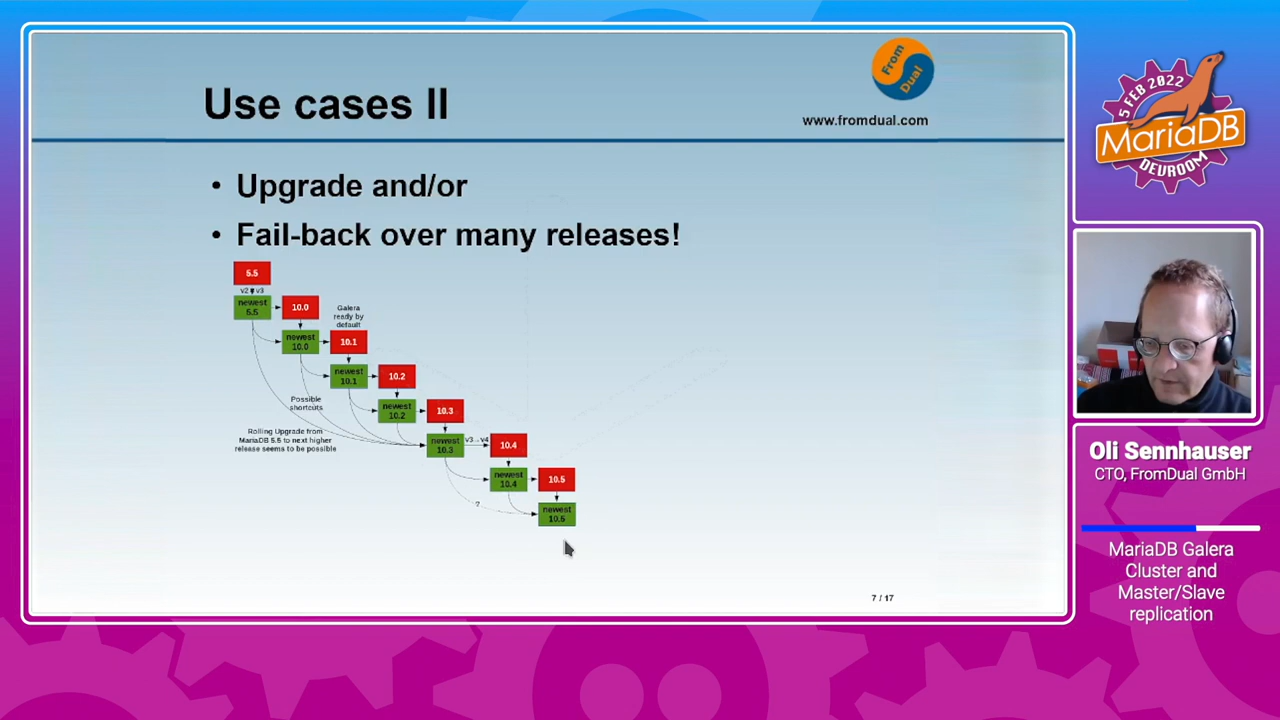 Use cases II
From
Dual
www.fromdual.com
• Upgrade and/or
• Fail-back over many releases!
5.5
v2 v3
newest
5.5
10.0
Galera
ready by
default
newest
10.0
10.1
newest
10.1
10.2
Possible
shortcuts
newest
10.2
10.3
Rolling Upgrade from
MariaDB 5.5 to next higher
release seems to be possible
newest
10.3
v3→v4
10.4
newest
10.4
10.5
?
newest
10.5
7 / 17
5 FEB 2022
MariaDB
DEVROOM
Oli Sennhauser
CTO, FromDual GmbH
MariaDB Galera
Cluster and
Master/Slave
replication